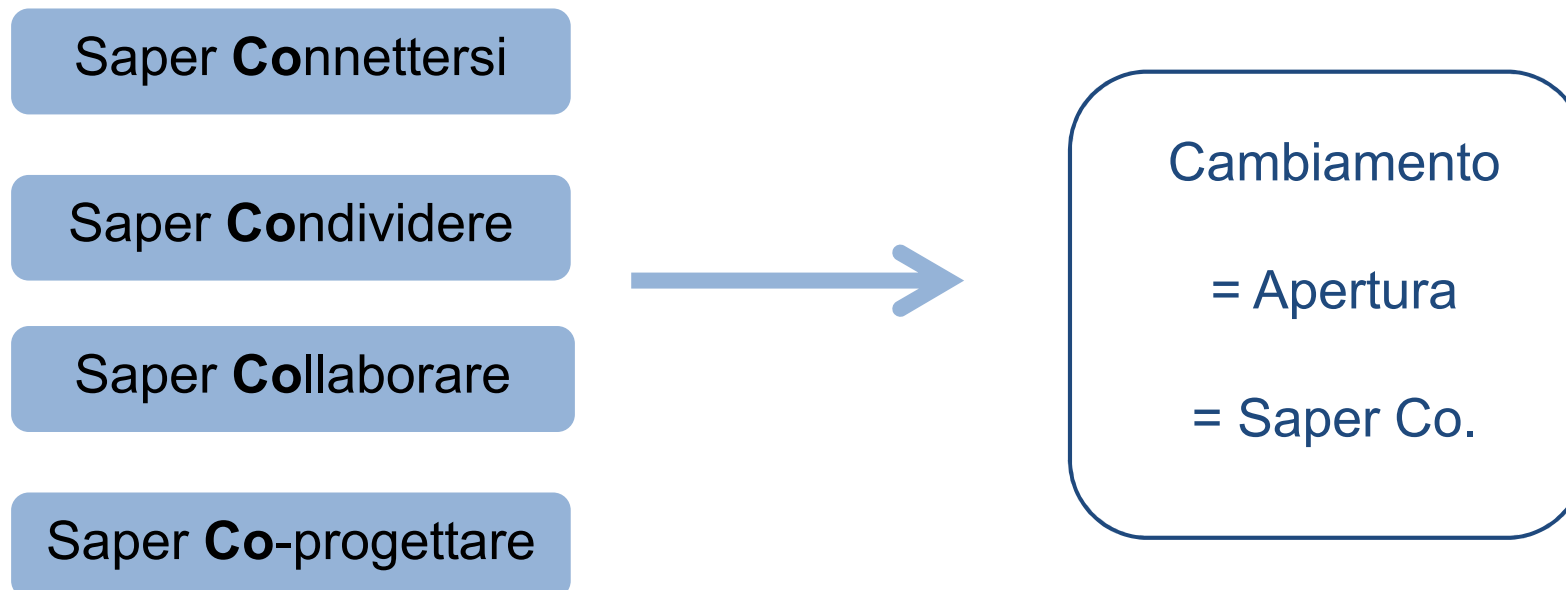 Saper Connettersi
Saper Condividere
Saper Collaborare
Saper Co-progettare
Cambiamento
= Apertura
= Saper Co.